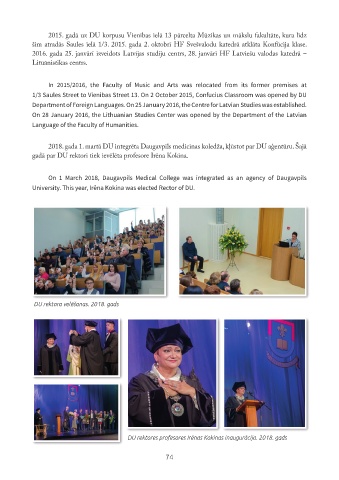 2015. gadā uz DU korpusu Vienības ielā 13 pārcelta Mūzikas un mākslu fakultāte, kura līdz
šim atradās Saules ielā 1/3. 2015. gada 2. oktobrī HF Svešvalodu katedrā atklāta Konfūcija klase.
2016. gada 25. janvārī izveidots Latvijas studiju centrs, 28. janvārī HF Latviešu valodas katedrā –
Lituānistikas centrs.
In 2015/2016, the Faculty of Music and Arts was relocated from its former premises at
1/3 Saules Street to Vienības Street 13. On 2 October 2015, Confucius Classroom was opened by DU
Department of Foreign Languages. On 25 January 2016, the Centre for Latvian Studies was established.
On 28 January 2016, the Lithuanian Studies Center was opened by the Department of the Latvian
Language of the Faculty of Humanities.
2018. gada 1. martā DU integrēta Daugavpils medicīnas koledža, kļūstot par DU aģentūru. Šajā
gadā par DU rektori tiek ievēlēta profesore Irēna Kokina.
On 1 March 2018, Daugavpils Medical College was integrated as an agency of Daugavpils
University. This year, Irēna Kokina was elected Rector of DU.
DU rektora vēlēšanas. 2018. gads
DU rektores profesores Irēnas Kokinas inaugurācija. 2018. gads
70